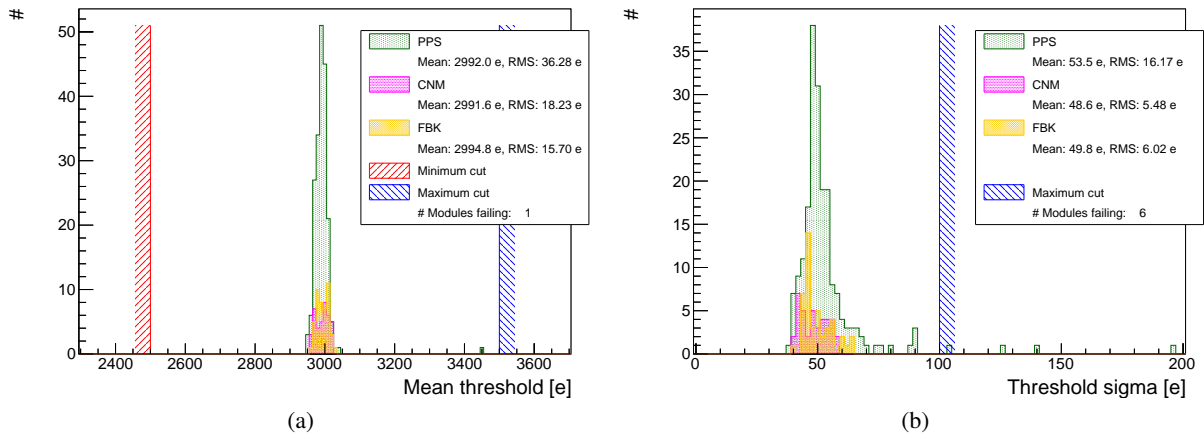 #
50
40
30
20
10
0
2400 2600 2800 3000 3200 3400 3600
Mean threshold [e]
PPS
Mean: 2992.0 e, RMS: 36.28 e
CNM
Mean: 2991.6 e, RMS: 18.23 e
FBK
Mean: 2994.8 e, RMS: 15.70 e
Minimum cut
Maximum cut
# Modules failing: 1
(a)
#
35
30
25
20
15
10
5
0
0 50 100 150 200
Threshold sigma [e]
PPS
Mean: 53.5 e, RMS: 16.17 e
CNM
Mean: 48.6 e, RMS: 5.48 e
FBK
Mean: 49.8 e, RMS: 6.02 e
Maximum cut
# Modules failing: 6
(b)